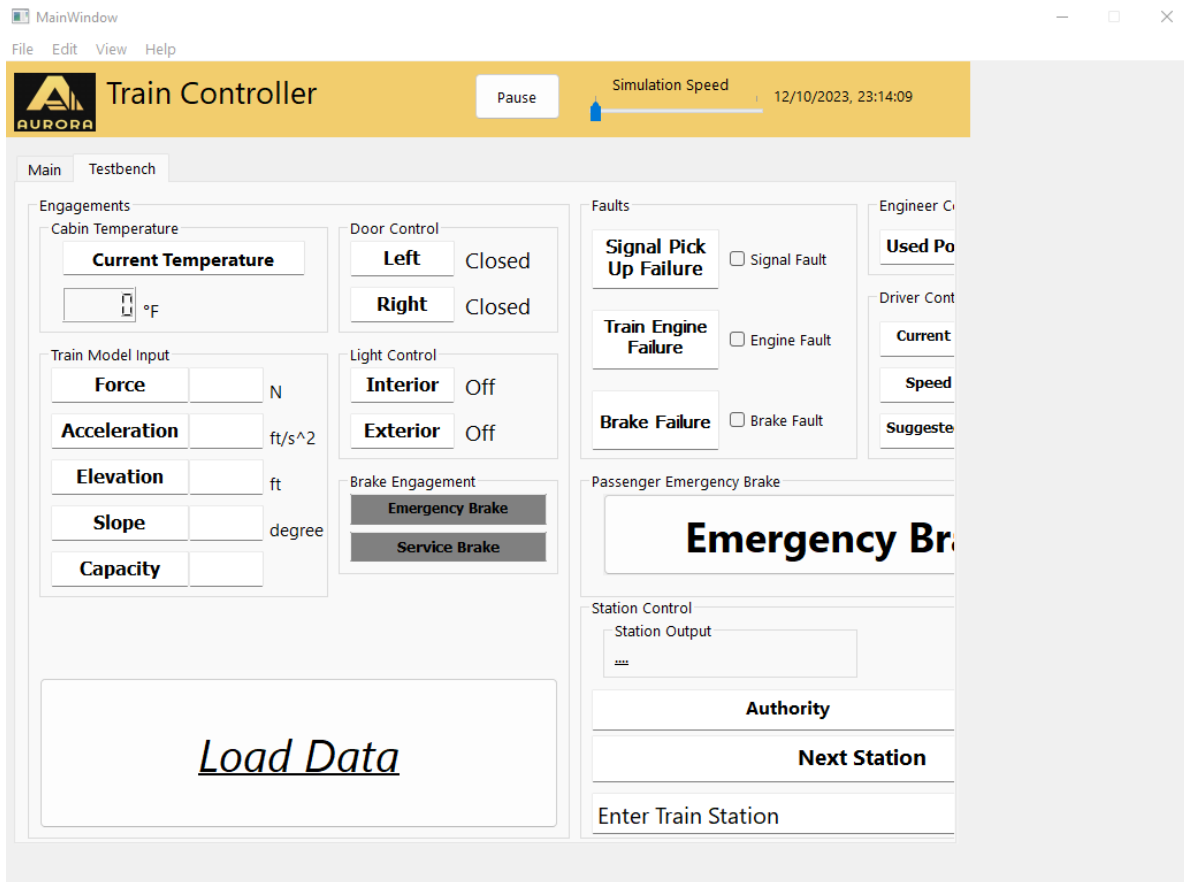 MainWindow
File Edit View Help
AURORA
Train Controller
Pause
Simulation Speed
12/10/2023, 23:14:09
Main Testbench
Engagements
Cabin Temperature
Current Temperature
0 °F
Train Model Input
Force N
Acceleration ft/s^2
Elevation ft
Slope degree
Capacity
Door Control
Left Closed
Right Closed
Light Control
Interior Off
Exterior Off
Brake Engagement
Emergency Brake
Service Brake
Load Data
Faults
Signal Pick
Up Failure
Signal Fault
Train Engine
Failure
Engine Fault
Brake Failure
Brake Fault
Engineer
Used
Driver
Current
Speed
Passenger Emergency Brake
Emergency
Station Control
Station Output
....
Authority
Next Station
Enter Train Station